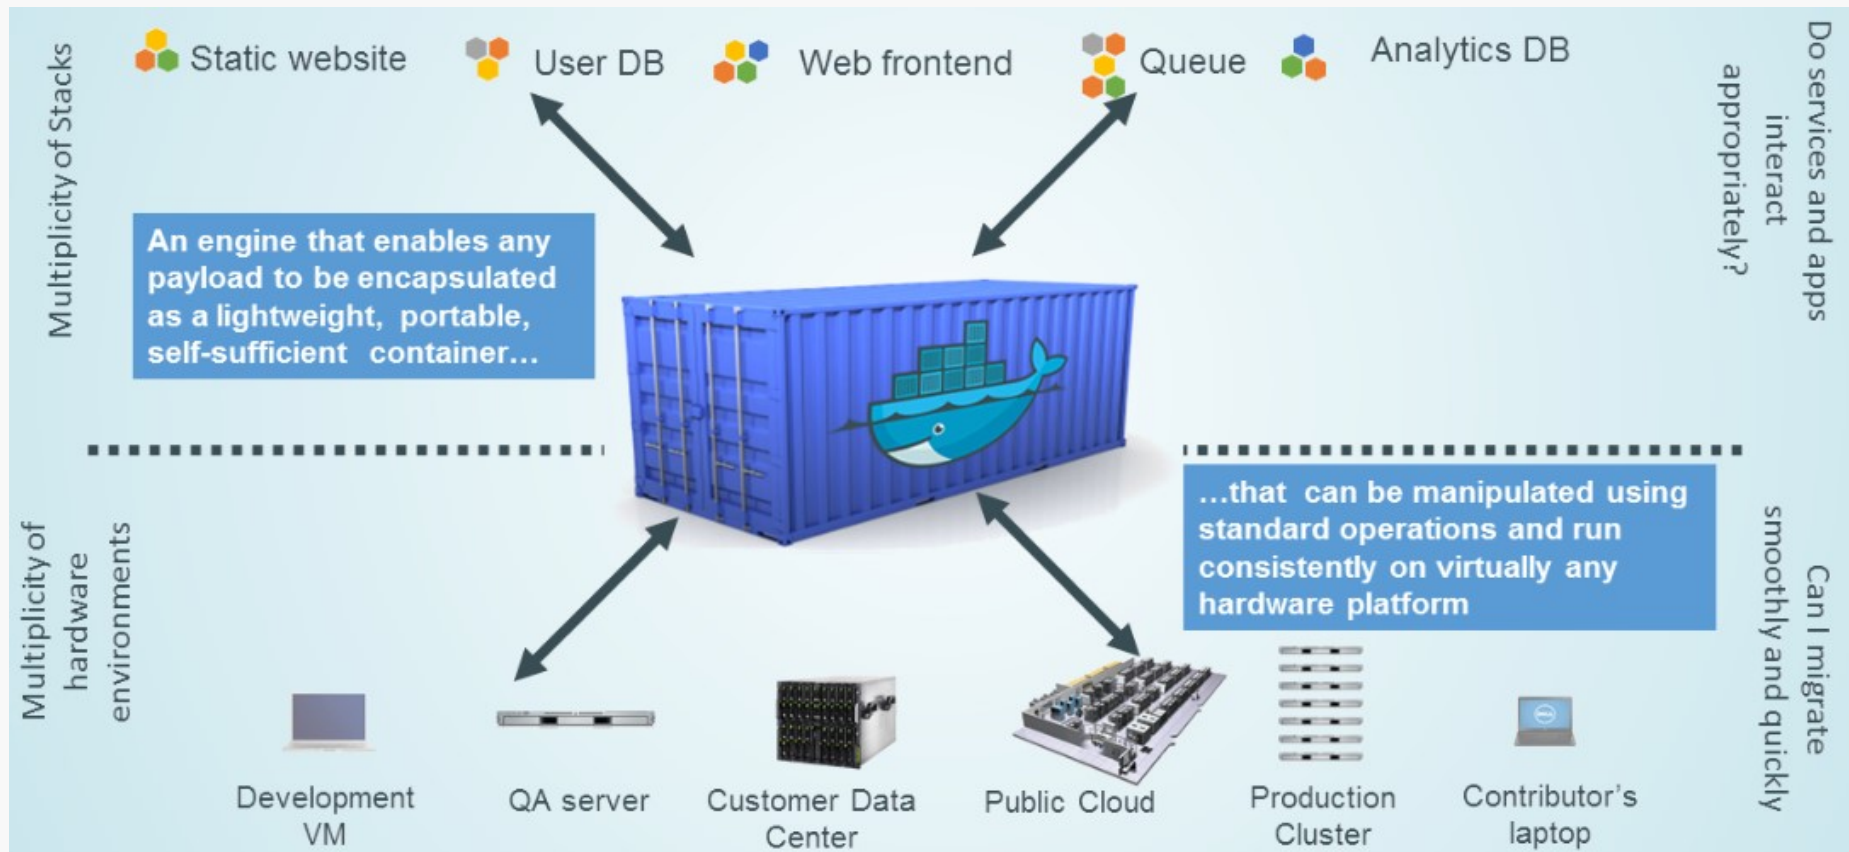 Static website
User DB
Web frontend
Queue
Analytics DB
Multiplicity of Stacks
Do services and apps
interact
appropriately?
An engine that enables any
payload to be encapsulated
as a lightweight, portable,
self-sufficient container…
…that can be manipulated using
standard operations and run
consistently on virtually any
hardware platform
Multiplicity of
hardware
environments
Can I migrate
smoothly and quickly
DELL
Development
VM
QA server
Customer Data
Center
Public Cloud
Production
Cluster
Contributor’s
laptop